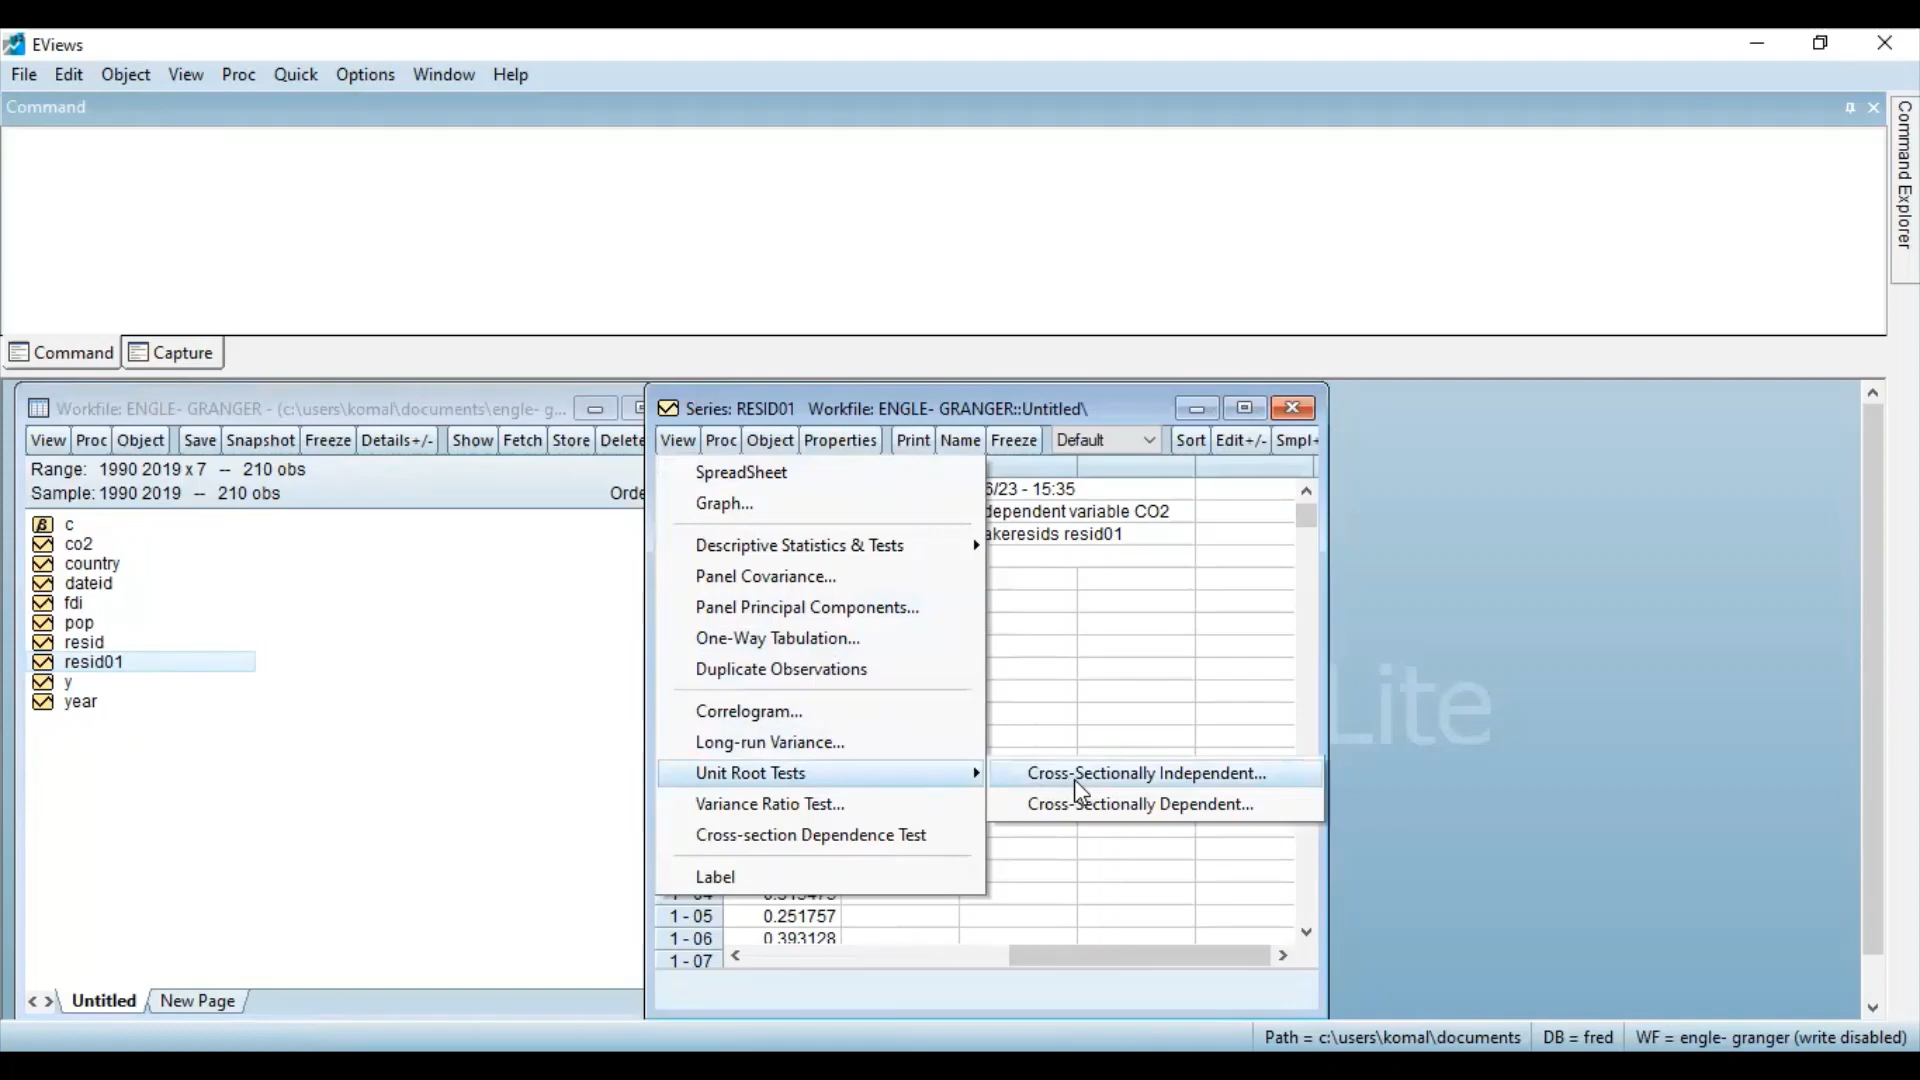 EViews
File Edit Object View Proc Quick Options Window Help
Command
Command Explorer
Command Capture
Workfile: ENGLE- GRANGER - (c:\users\komal\documents\engle- g...
View Proc Object Save Snapshot Freeze Details+/- Show Fetch Store Delete
Range: 1990 2019 x 7 -- 210 obs
Sample: 1990 2019 -- 210 obs Orde
c
co2
country
dateid
fdi
pop
resid
resid01
y
year
Untitled New Page
Series: RESID01 Workfile: ENGLE- GRANGER::Untitled\
View Proc Object Properties Print Name Freeze Default Sort Edit+/- Smpl+
6/23 - 15:35
dependent variable CO2
akeresids resid01
SpreadSheet
Graph...
Descriptive Statistics & Tests
Panel Covariance...
Panel Principal Components...
One-Way Tabulation...
Duplicate Observations
Correlogram...
Long-run Variance...
Unit Root Tests
Variance Ratio Test...
Cross-section Dependence Test
Label
Cross-Sectionally Independent...
Cross-Sectionally Dependent...
1 - 05 0.251757
1 - 06 0.393128
1 - 07
Lite
Path = c:\users\komal\documents DB = fred WF = engle- granger (write disabled)